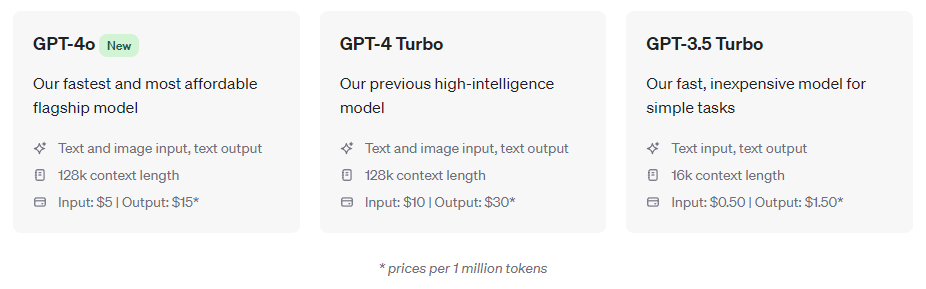 GPT-4o New
Our fastest and most affordable
flagship model
Text and image input, text output
128k context length
Input: $5 | Output: $15*
GPT-4 Turbo
Our previous high-intelligence
model
Text and image input, text output
128k context length
Input: $10 | Output: $30*
GPT-3.5 Turbo
Our fast, inexpensive model for
simple tasks
Text input, text output
16k context length
Input: $0.50 | Output: $1.50*
* prices per 1 million tokens